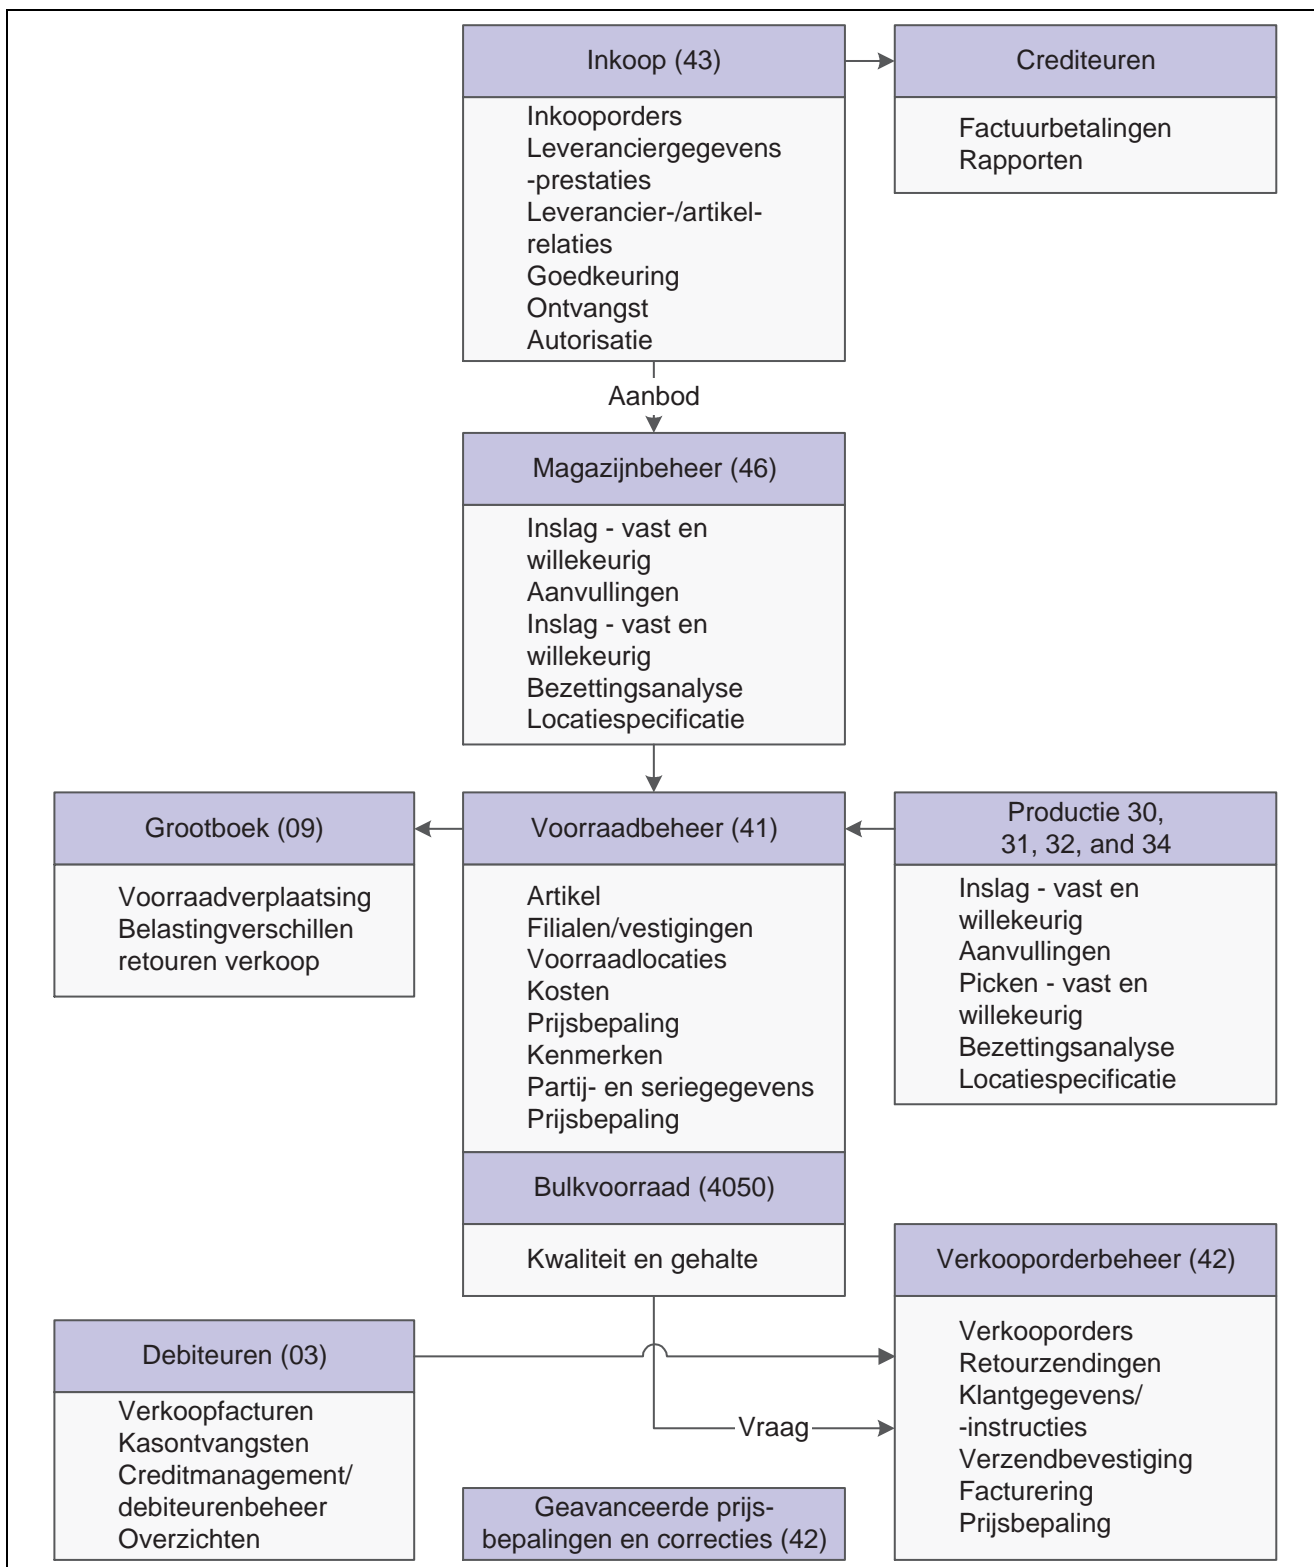 Inkoop (43)
Inkooporders
Leveranciergegevens
-prestaties
Leverancier-/artikel-
relaties
Goedkeuring
Ontvangst
Autorisatie
Crediteuren
Factuurbetalingen
Rapporten
Aanbod
Magazijnbeheer (46)
Inslag - vast en
willekeurig
Aanvullingen
Inslag - vast en
willekeurig
Bezettingsanalyse
Locatiespecificatie
Grootboek (09)
Voorraadverplaatsing
Belastingverschillen
retouren verkoop
Voorraadbeheer (41)
Artikel
Filialen/vestigingen
Voorraadlocaties
Kosten
Prijsbepaling
Kenmerken
Partij- en seriegegevens
Prijsbepaling
Bulkvoorraad (4050)
Kwaliteit en gehalte
Productie 30,
31, 32, and 34
Inslag - vast en
willekeurig
Aanvullingen
Picken - vast en
willekeurig
Bezettingsanalyse
Locatiespecificatie
Debiteuren (03)
Verkoopfacturen
Kasontvangsten
Creditmanagement/
debiteurenbeheer
Overzichten
Vraag
Geavanceerde prijs-
bepalingen en correcties (42)
Verkooporderbeheer (42)
Verkooporders
Retourzendingen
Klantgegevens/
-instructies
Verzendbevestiging
Facturering
Prijsbepaling